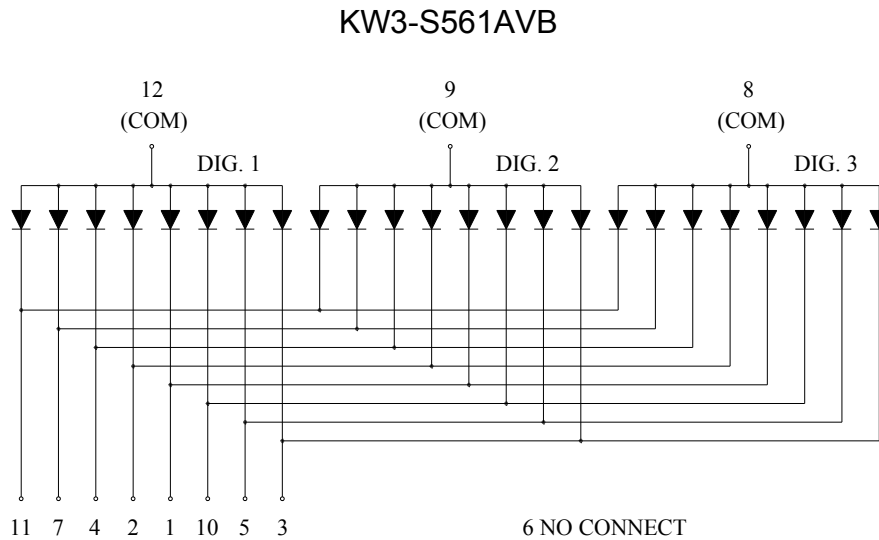 KW3-S561AVB
12 9 8
(COM) (COM) (COM)
DIG. 1 DIG. 2 DIG. 3
11 7 4 2 1 10 5 3 6 NO CONNECT